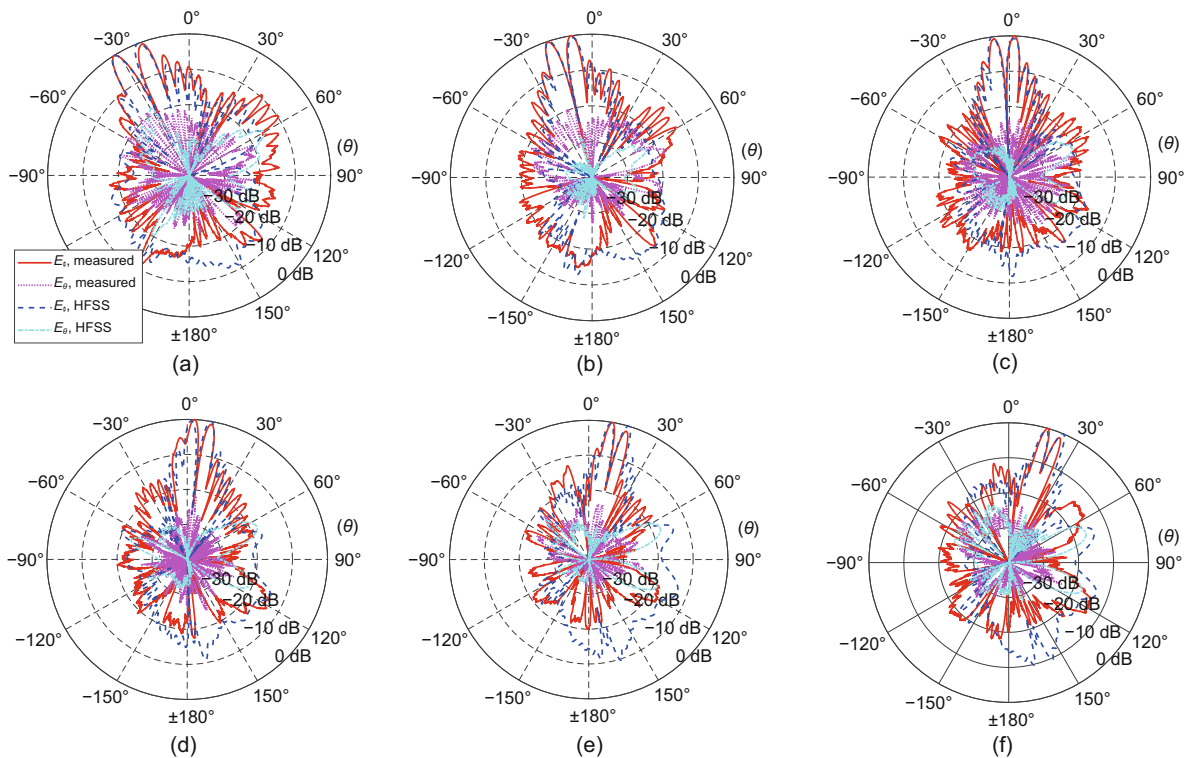 0°
−30° 30°
−60° 60°
(θ)
−90° 90°
−30 dB
−20 dB
−10 dB
0 dB
−120° 120°
−150° 150°
±180°
Eϕ, measured
Eθ, measured
Eϕ, HFSS
Eθ, HFSS
(a)
0°
−30° 30°
−60° 60°
(θ)
−90° 90°
−30 dB
−20 dB
−10 dB
0 dB
−120° 120°
−150° 150°
±180°
(b)
0°
−30° 30°
−60° 60°
(θ)
−90° 90°
−30 dB
−20 dB
−10 dB
0 dB
−120° 120°
−150° 150°
±180°
(c)
0°
−30° 30°
−60° 60°
(θ)
−90° 90°
−30 dB
−20 dB
−10 dB
0 dB
−120° 120°
−150° 150°
±180°
(d)
0°
−30° 30°
−60° 60°
(θ)
−90° 90°
−30 dB
−20 dB
−10 dB
0 dB
−120° 120°
−150° 150°
±180°
(e)
0°
−30° 30°
−60° 60°
(θ)
−90° 90°
−30 dB
−20 dB
−10 dB
0 dB
−120° 120°
−150° 150°
±180°
(f)